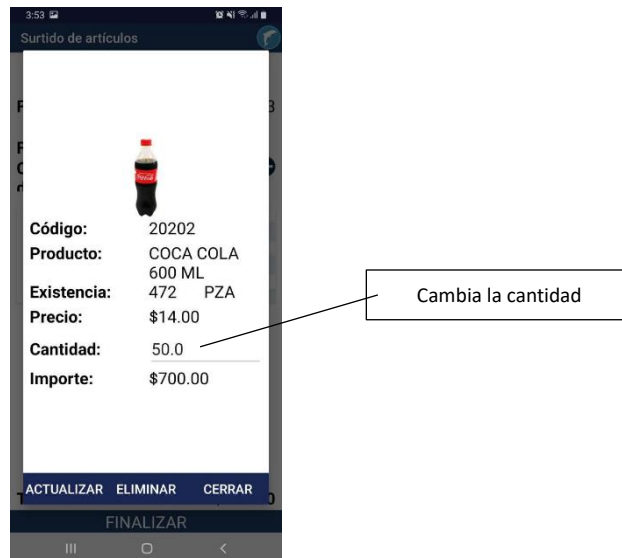 3:53
Surtido de artículos
Código: 20202
Producto: COCA COLA
600 ML
Existencia: 472 PZA
Precio: $14.00
Cantidad: 50.0
Importe: $700.00
ACTUALIZAR ELIMINAR CERRAR
FINALIZAR
Cambia la cantidad